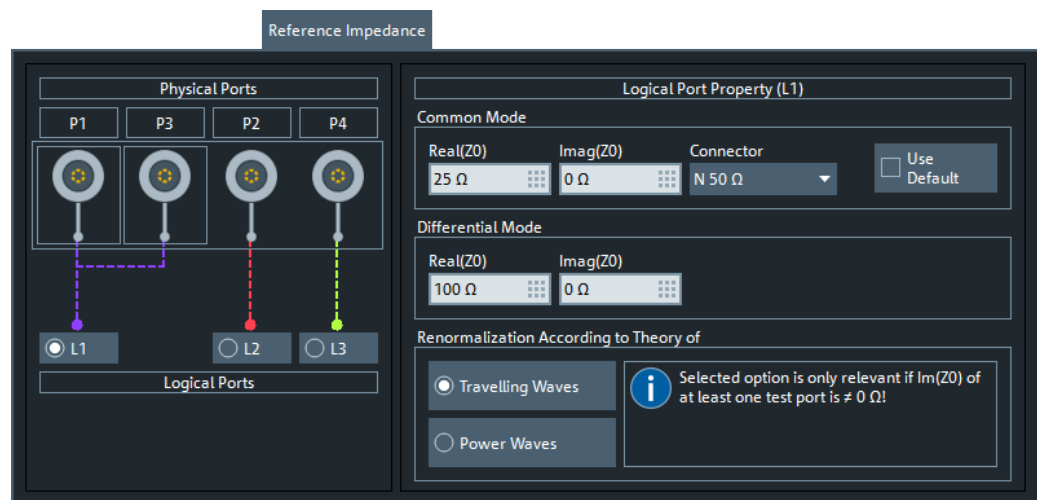 Reference Impedance
Physical Ports
P1 P3 P2 P4
L1 L2 L3
Logical Ports
Logical Port Property (L1)
Common Mode
Real(Z0) Imag(Z0) Connector
25 Ω 0 Ω N 50 Ω
Use
Default
Differential Mode
Real(Z0) Imag(Z0)
100 Ω 0 Ω
Renormalization According to Theory of
Travelling Waves
Power Waves
Selected option is only relevant if Im(Z0) of
at least one test port is ≠ 0 Ω!